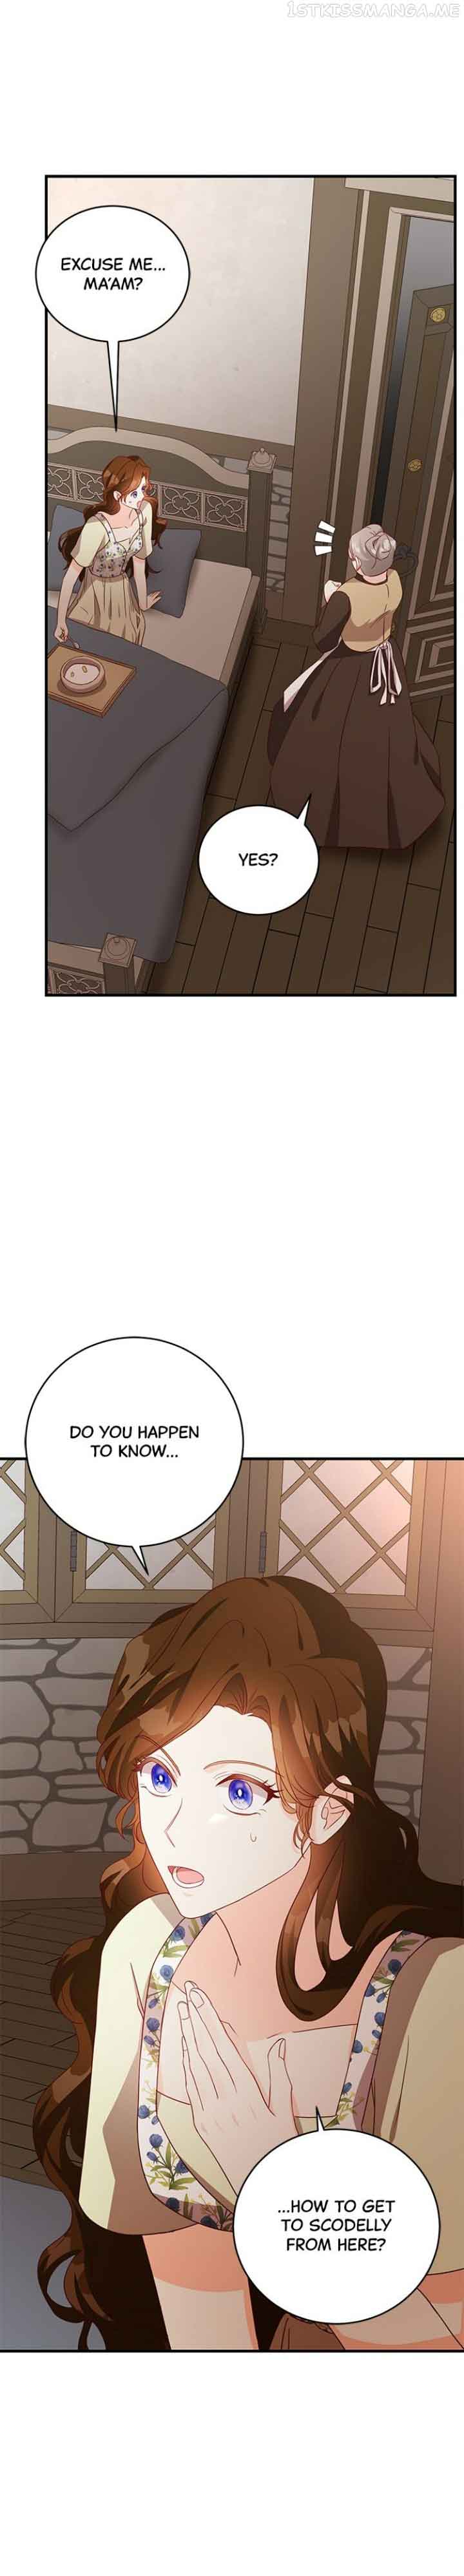 1STKISSMANGA.ME
EXCUSE ME...
MA'AM?
YES?
DO YOU HAPPEN
TO KNOW...
...HOW TO GET
TO SCODELLY
FROM HERE?